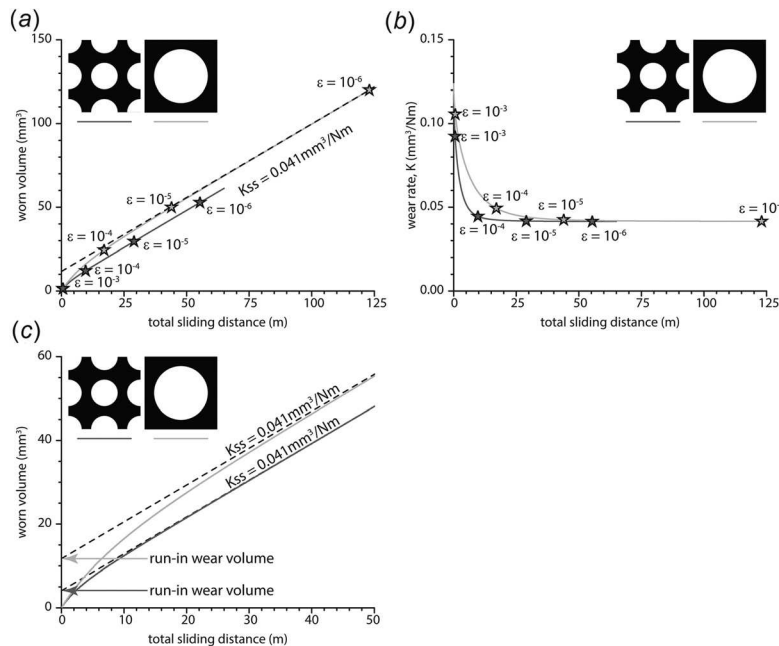 (a)
150
100
50
0
worn volume (mm³)
0 25 50 75 100 125
total sliding distance (m)
ε = 10⁻⁶
Kss = 0.041mm³/Nm
ε = 10⁻⁵
ε = 10⁻⁶
ε = 10⁻⁴
ε = 10⁻⁵
ε = 10⁻⁴
ε = 10⁻³
(b)
0.15
0.10
0.05
0.00
wear rate, K (mm³/Nm)
0 25 50 75 100 125
total sliding distance (m)
ε = 10⁻³
ε = 10⁻³
ε = 10⁻⁴
ε = 10⁻⁵
ε = 10⁻
ε = 10⁻⁴
ε = 10⁻⁵
ε = 10⁻⁶
(c)
60
40
20
0
worn volume (mm³)
0 10 20 30 40 50
total sliding distance (m)
Kss = 0.041mm³/Nm
Kss = 0.041mm³/Nm
run-in wear volume
run-in wear volume